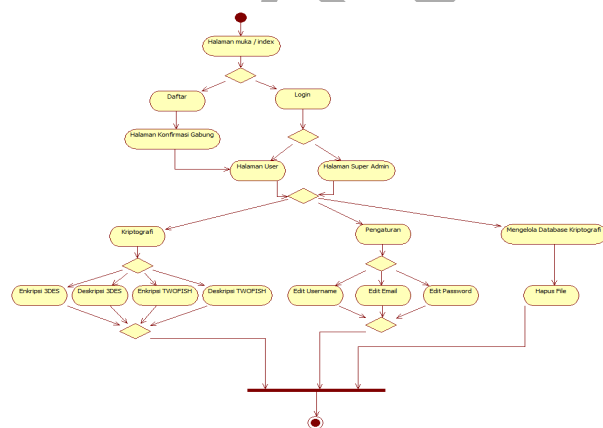 Halaman muka / index
Daftar
Login
Halaman Konfirmasi Gabung
Halaman User
Halaman Super Admin
Kriptografi
Pengaturan
Mengelola Database Kriptografi
Enkripsi 3DES
Deskripsi 3DES
Enkripsi TWOFISH
Deskripsi TWOFISH
Edit Username
Edit Email
Edit Password
Hapus File